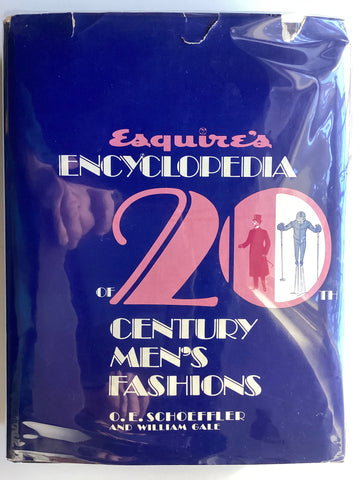 Esquire's
ENCYCLOPEDIA
OF 20TH
CENTURY
MEN'S
FASHIONS
O. E. SCHOEFFLER
AND WILLIAM GALE